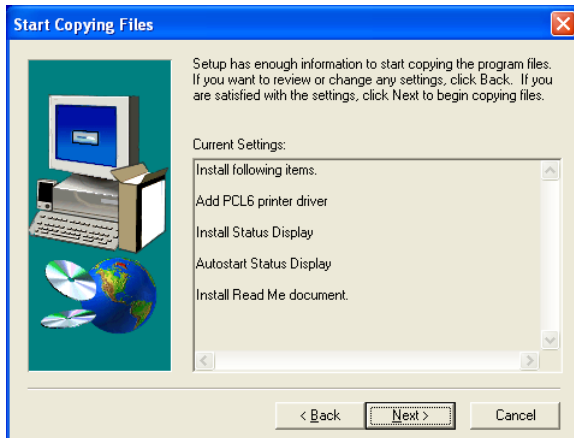 Start Copying Files
Setup has enough information to start copying the program files.
If you want to review or change any settings, click Back. If you
are satisfied with the settings, click Next to begin copying files.
Current Settings:
Install following items.
Add PCL6 printer driver
Install Status Display
Autostart Status Display
Install Read Me document.
< Back
Next >
Cancel